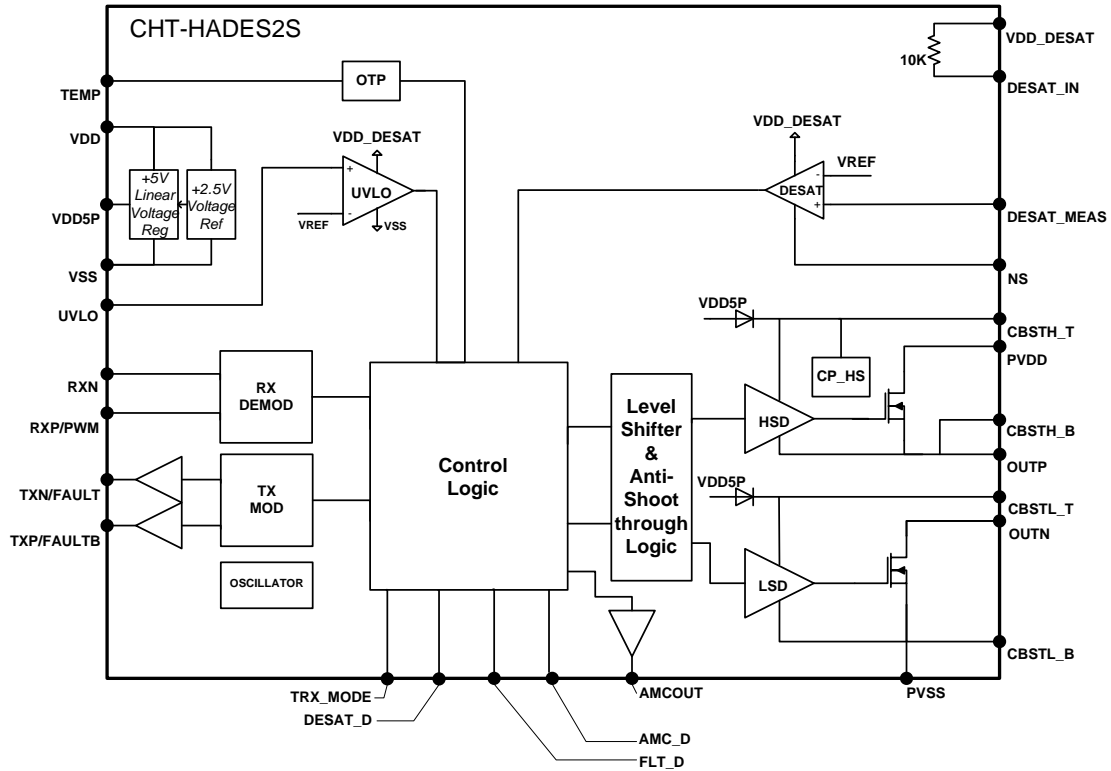 CHT-HADES2S
VDD_DESAT
10K
DESAT_IN
OTP
TEMP
VDD
VDD_DESAT
VDD_DESAT
VREF
+5V
Linear
Voltage
Reg
+2.5V
Voltage
Ref
+
UVLO
-
VREF
VSS
-
DESAT
+
VDD5P
DESAT_MEAS
VSS
NS
UVLO
VDD5P
CBSTH_T
PVDD
CP_HS
RXN
RX
DEMOD
RXP/PWM
Control
Logic
Level
Shifter
&
Anti-
Shoot
through
Logic
HSD
CBSTH_B
OUTP
TXN/FAULT
TX
MOD
TXP/FAULTB
VDD5P
CBSTL_T
OUTN
OSCILLATOR
LSD
CBSTL_B
TRX_MODE
DESAT_D
FLT_D
AMC_D
AMCOUT
PVSS